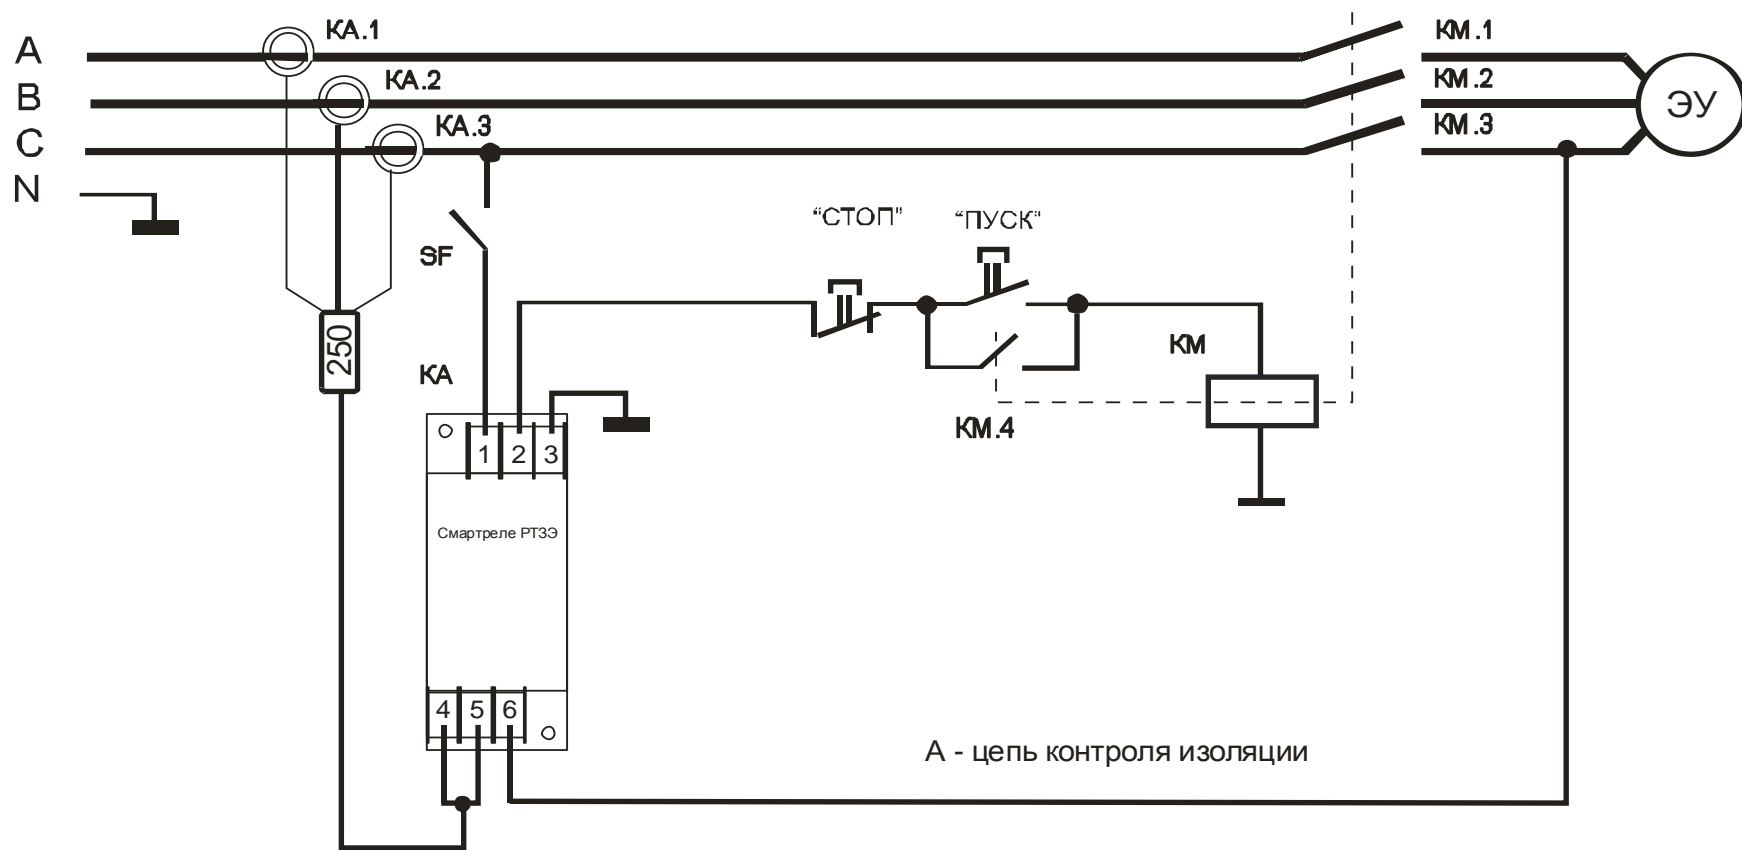 A
KA.1
KM.1
B
KA.2
KM.2
ЭУ
C
KA.3
KM.3
N
"СТОП"
"ПУСК"
SF
250
KA
KM
KM.4
1 2 3
Смартреле РТЗЭ
4 5 6
А - цепь контроля изоляции